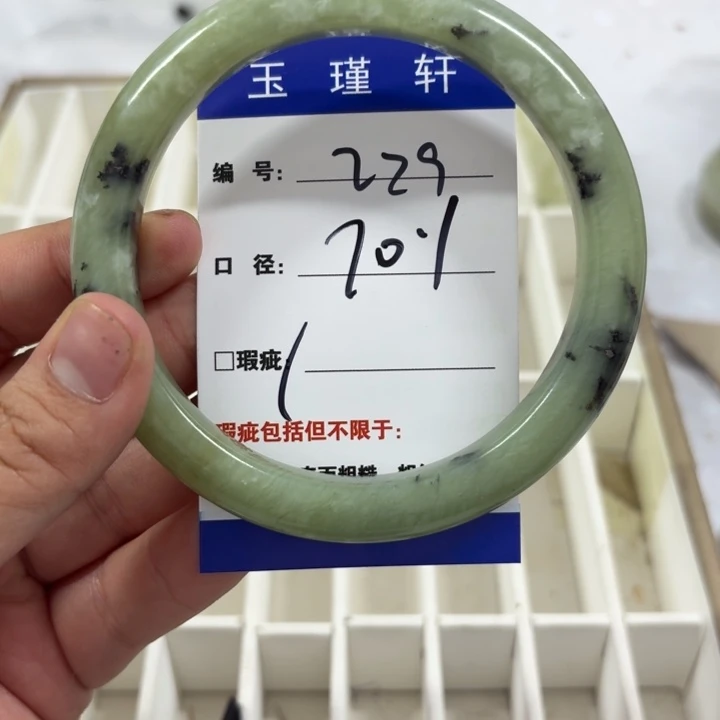 玉瑾轩
编 号: 229
口 径: 70.1
□瑕疵:
瑕疵包括但不限于: